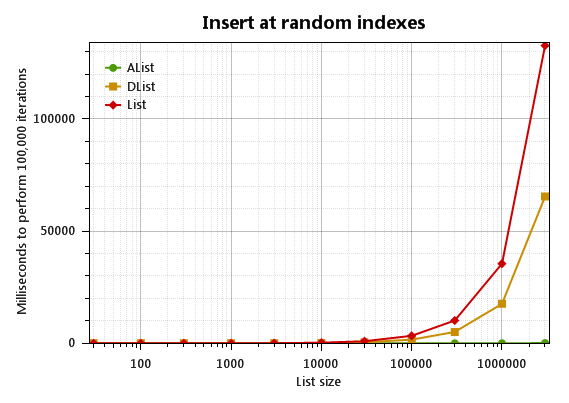 Insert at random indexes
AList
DList
List
Milliseconds to perform 100,000 iterations
100000
50000
0
100
1000
10000
100000
1000000
List size